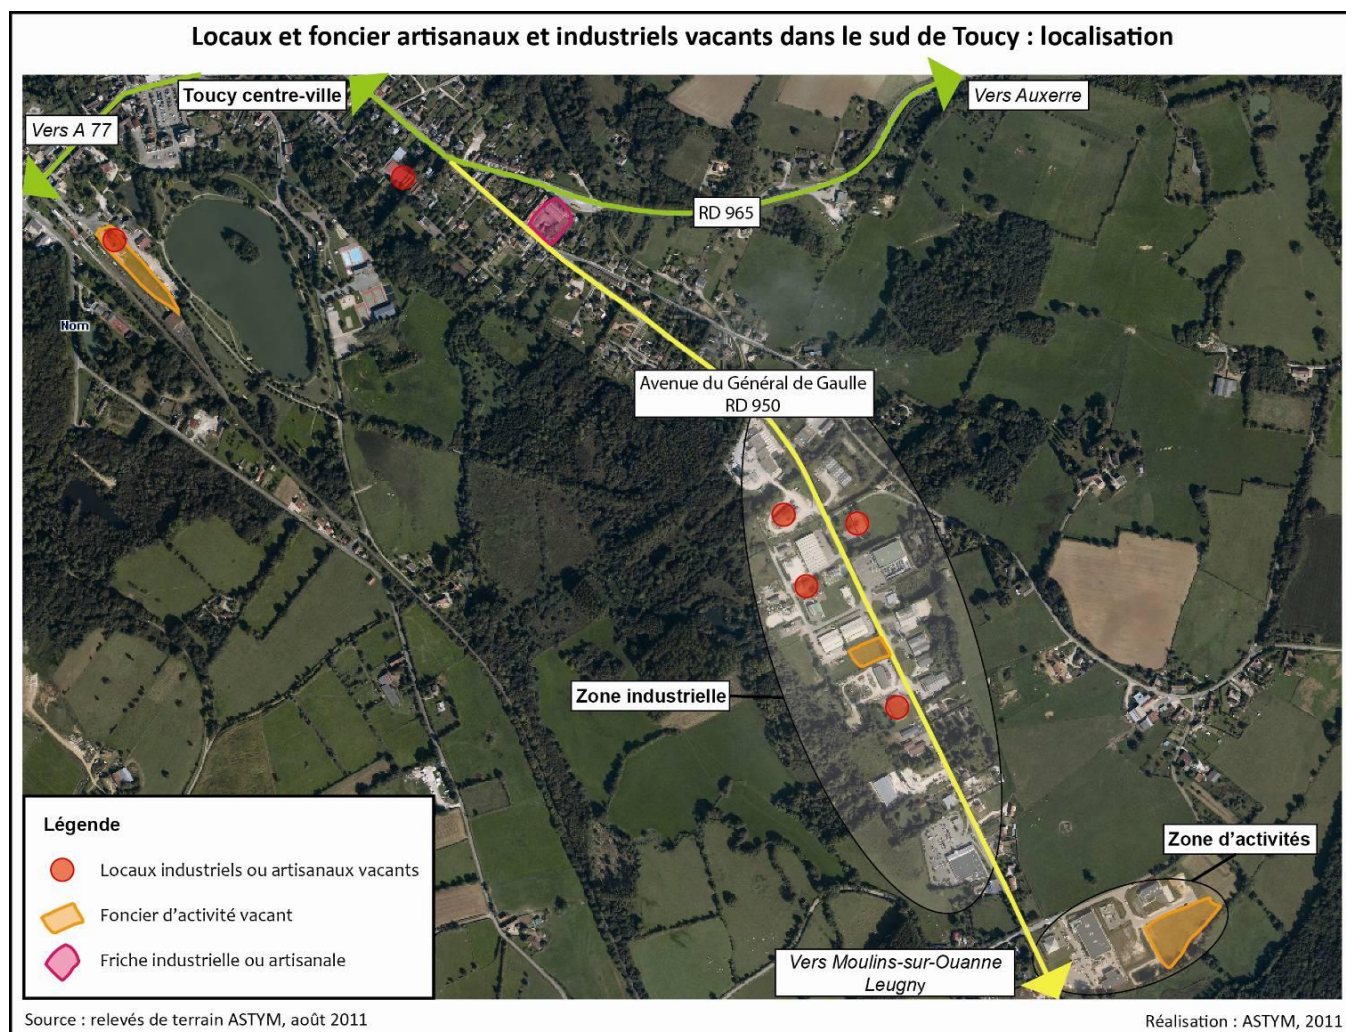 Locaux et foncier artisanaux et industriels vacants dans le sud de Toucy : localisation
Toucy centre-ville
Vers Auxerre
Vers A 77
RD 965
Nom
Avenue du Général de Gaulle
RD 950
Zone industrielle
Zone d'activités
Vers Moulins-sur-Ouanne
Leugny
Légende
Locaux industriels ou artisanaux vacants
Foncier d'activité vacant
Friche industrielle ou artisanale
Source : relevés de terrain ASTYM, août 2011
Réalisation : ASTYM, 2011